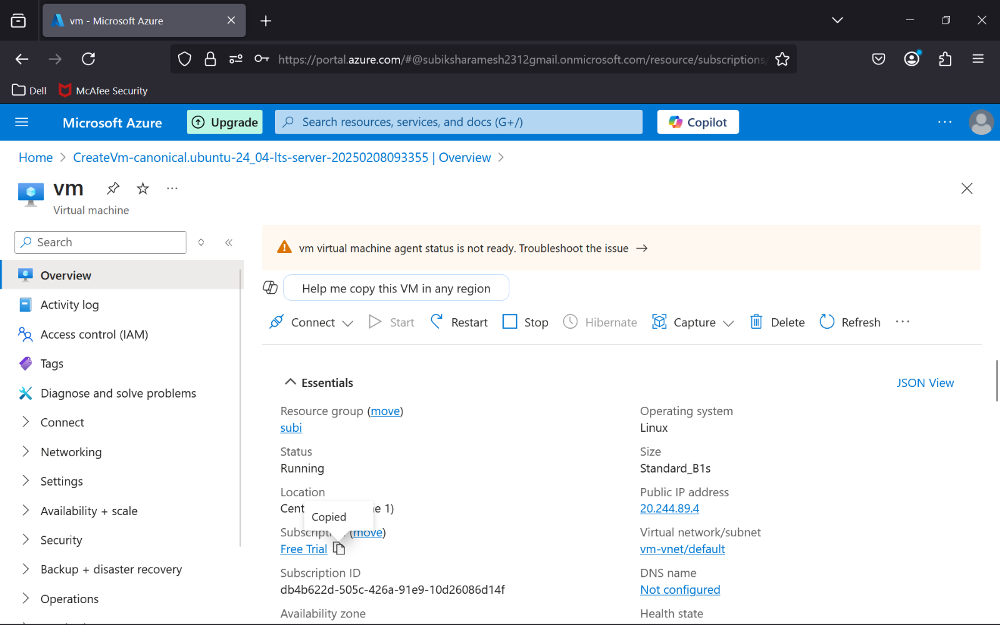 vm - Microsoft Azure
https://portal.azure.com/#@subiksharamesh2312gmail.onmicrosoft.com/resource/subscriptions/
Dell
McAfee Security
Microsoft Azure
Upgrade
Search resources, services, and docs (G+/)
Copilot
Home > CreateVm-canonical.ubuntu-24_04-lts-server-20250208093355 | Overview >
vm
Virtual machine
Search
Overview
Activity log
Access control (IAM)
Tags
Diagnose and solve problems
Connect
Networking
Settings
Availability + scale
Security
Backup + disaster recovery
Operations
vm virtual machine agent status is not ready. Troubleshoot the issue →
Help me copy this VM in any region
Connect Start Restart Stop Hibernate Capture Delete Refresh
Essentials
JSON View
Resource group (move)
subi
Status
Running
Location
Cent e 1)
Copied
Subscripti (move)
Free Trial
Subscription ID
db4b622d-505c-426a-91e9-10d26086d14f
Availability zone
Operating system
Linux
Size
Standard_B1s
Public IP address
20.244.89.4
Virtual network/subnet
vm-vnet/default
DNS name
Not configured
Health state